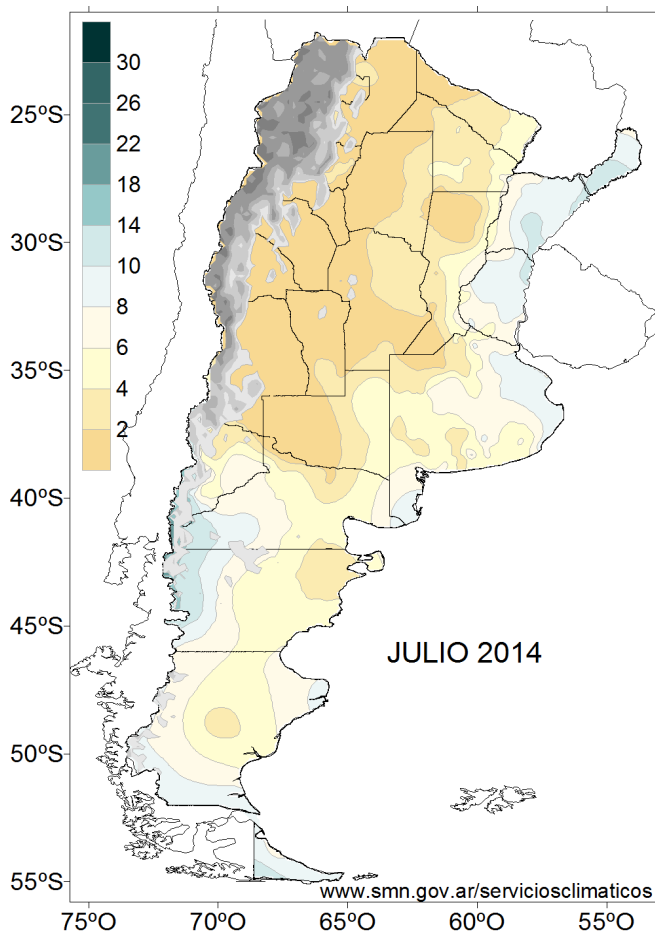 30
26
22
18
14
10
8
6
4
2
25ºS
30ºS
35ºS
40ºS
45ºS
50ºS
55ºS
JULIO 2014
www.smn.gov.ar/serviciosclimaticos
75ºO 70ºO 65ºO 60ºO 55ºO